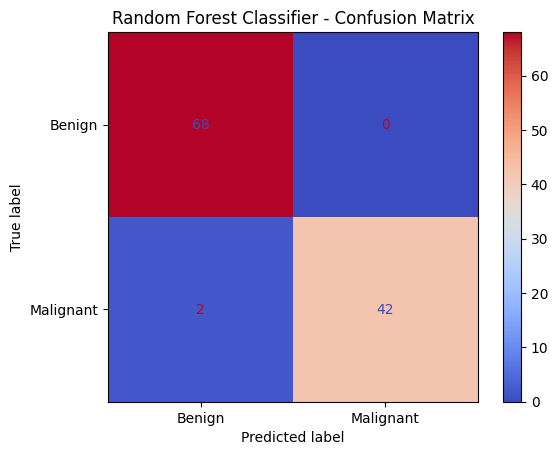 Random Forest Classifier - Confusion Matrix
True label
Benign
Malignant
68
0
2
42
Benign
Malignant
Predicted label
60
50
40
30
20
10
0